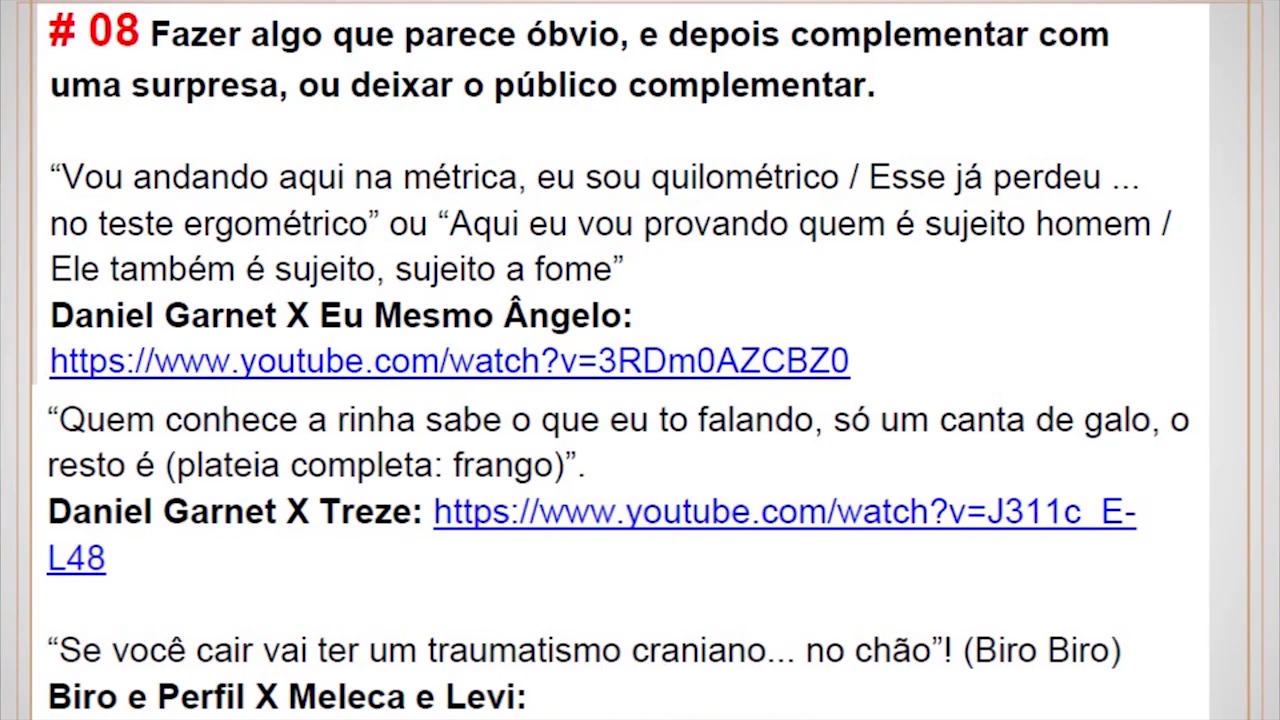 # 08 Fazer algo que parece óbvio, e depois complementar com
uma surpresa, ou deixar o público complementar.
“Vou andando aqui na métrica, eu sou quilométrico / Esse já perdeu ...
no teste ergométrico” ou “Aqui eu vou provando quem é sujeito homem /
Ele também é sujeito, sujeito a fome”
Daniel Garnet X Eu Mesmo Ângelo:
https://www.youtube.com/watch?v=3RDm0AZCBZ0
“Quem conhece a rinha sabe o que eu to falando, só um canta de galo, o
resto é (plateia completa: frango)”.
Daniel Garnet X Treze: https://www.youtube.com/watch?v=J311c_E-
L48
“Se você cair vai ter um traumatismo craniano... no chão”! (Biro Biro)
Biro e Perfil X Meleca e Levi: